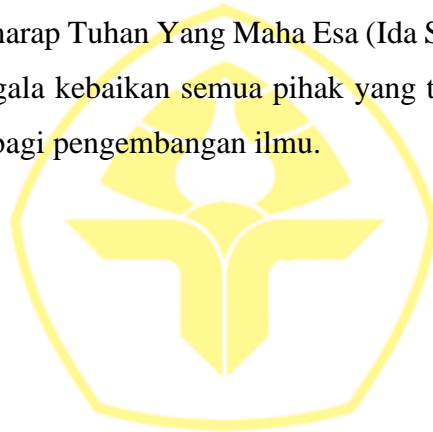 harap Tuhan Yang Maha Esa (Ida S
gala kebaikan semua pihak yang t
bagi pengembangan ilmu.